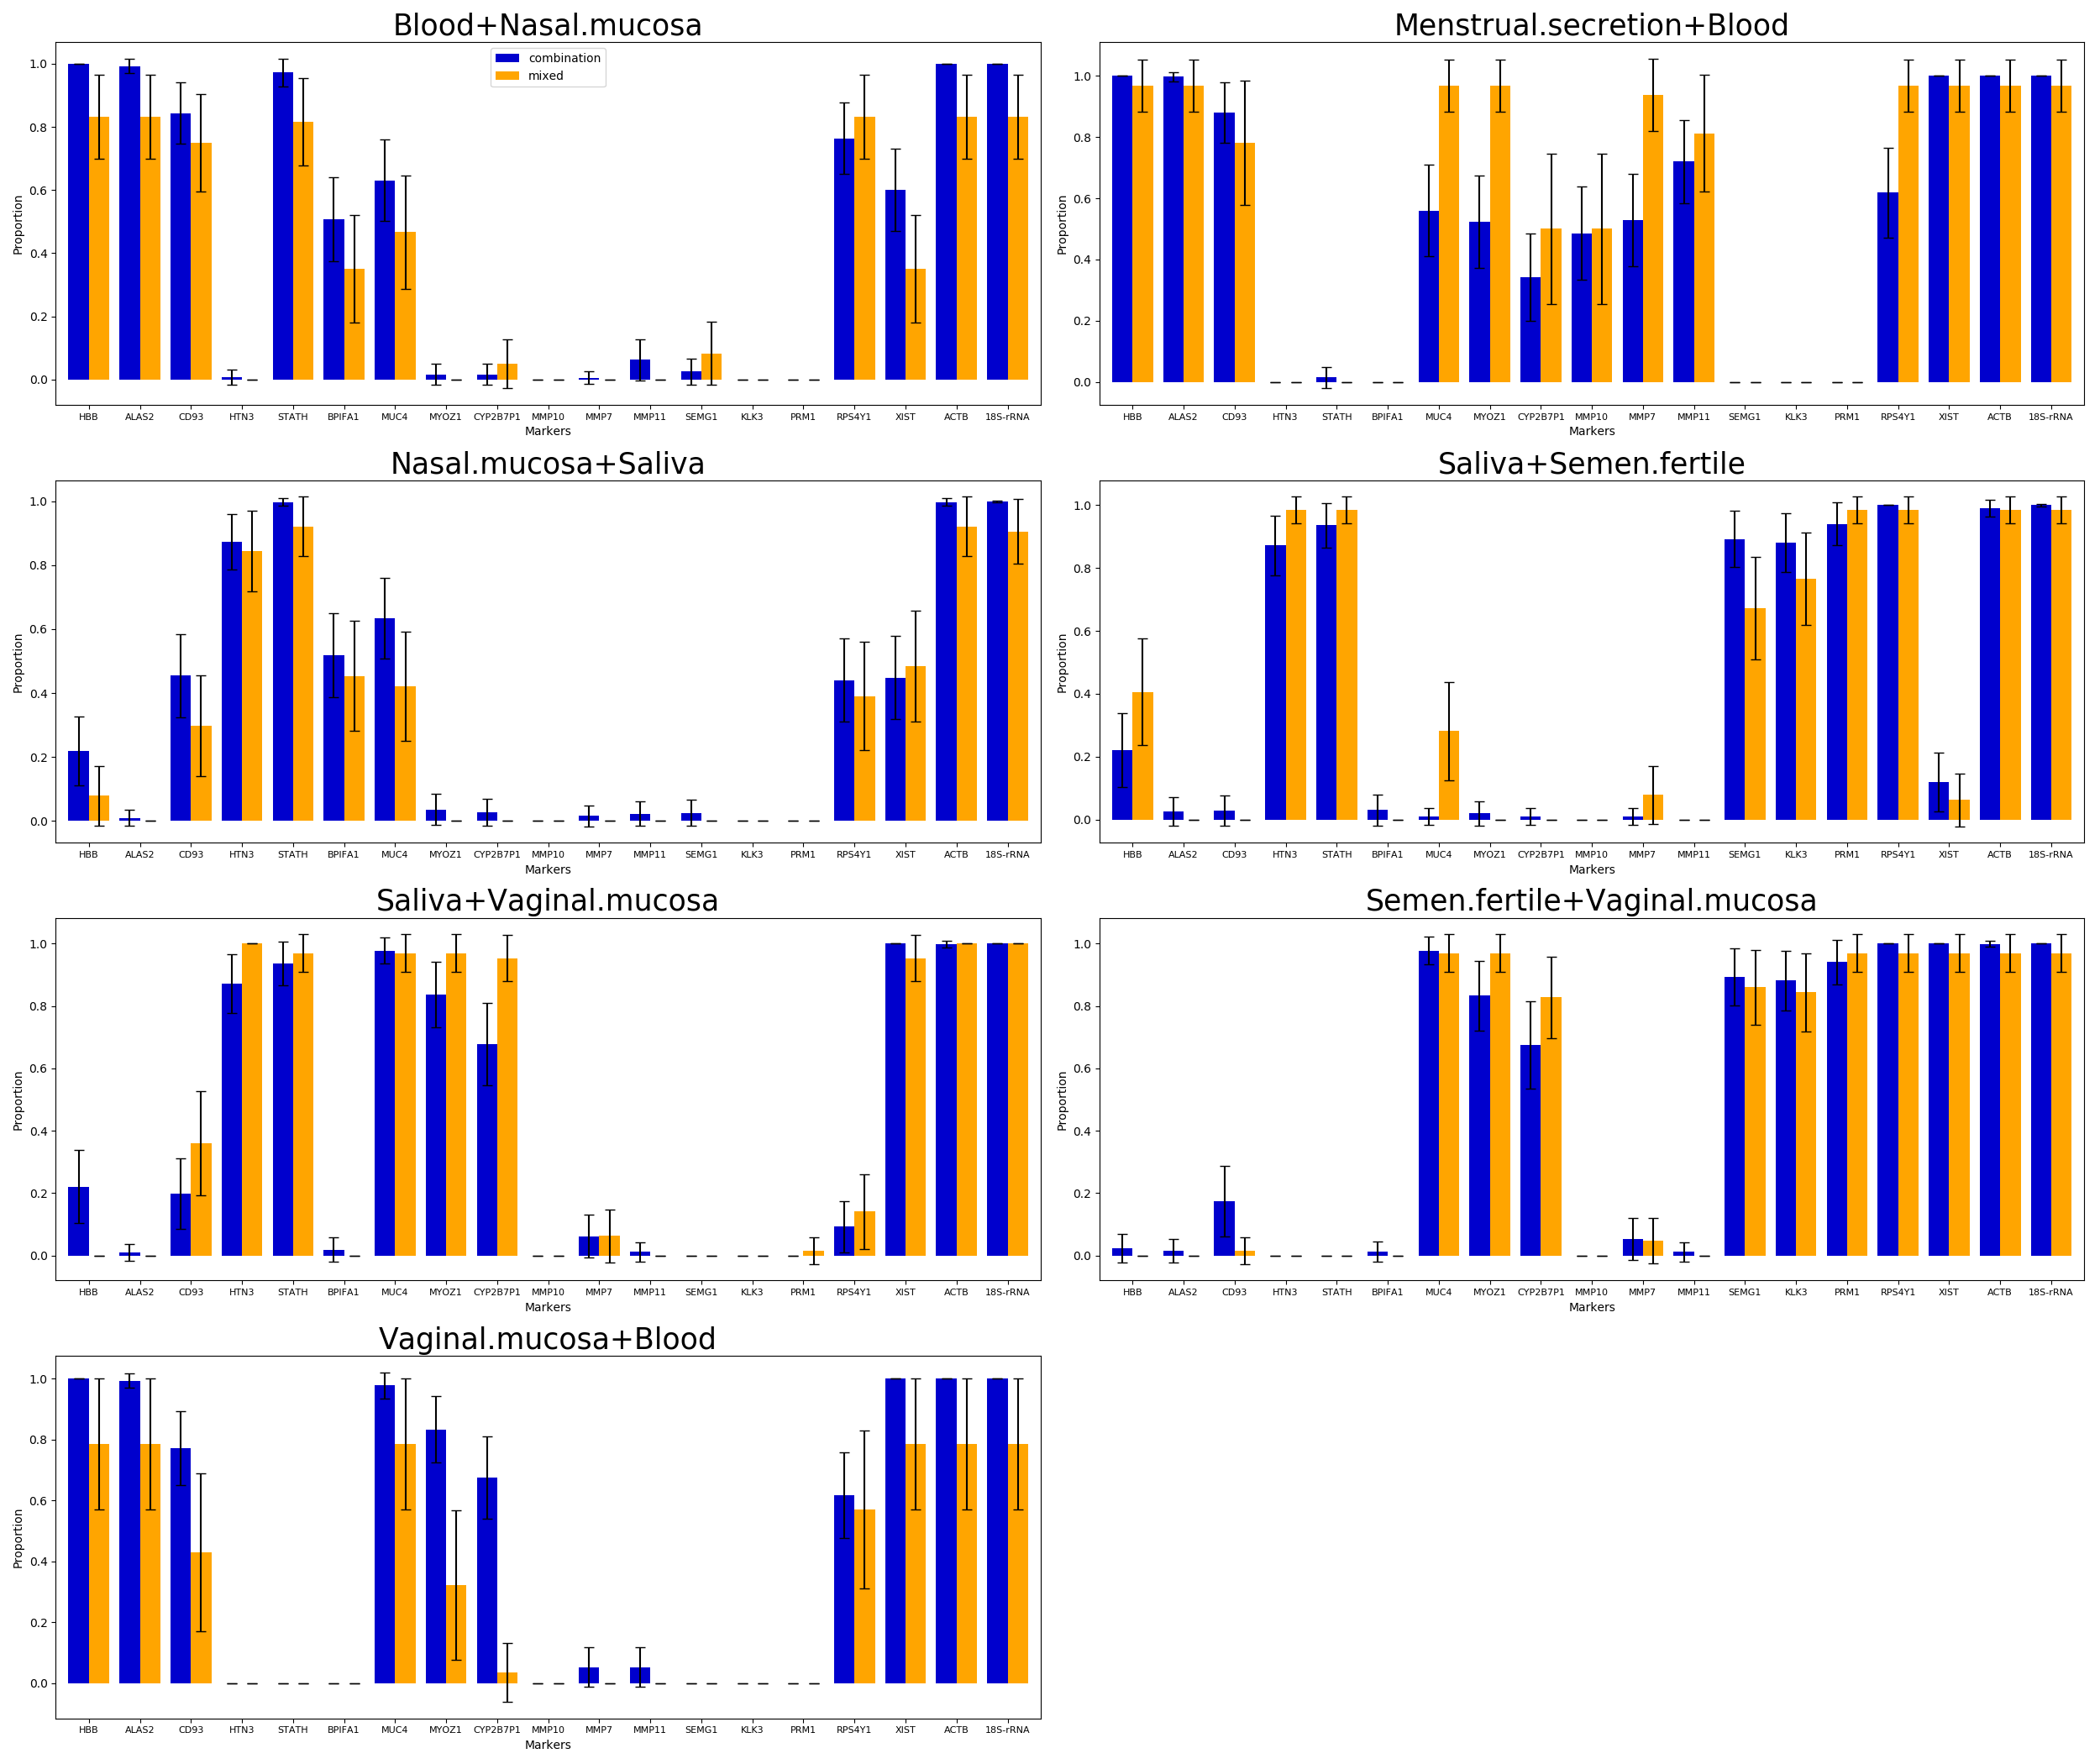 Blood+Nasal.mucosa
combination
mixed
Proportion
1.0
0.8
0.6
0.4
0.2
0.0
HBB ALAS2 CD93 HTN3 STATH BPIFA1 MUC4 MYOZ1 CYP2B7P1 MMP10 MMP7 MMP11 SEMG1 KLK3 PRM1 RPS4Y1 XIST ACTB 18S-rRNA
Markers
Menstrual.secretion+Blood
Proportion
1.0
0.8
0.6
0.4
0.2
0.0
HBB ALAS2 CD93 HTN3 STATH BPIFA1 MUC4 MYOZ1 CYP2B7P1 MMP10 MMP7 MMP11 SEMG1 KLK3 PRM1 RPS4Y1 XIST ACTB 18S-rRNA
Markers
Nasal.mucosa+Saliva
Proportion
1.0
0.8
0.6
0.4
0.2
0.0
HBB ALAS2 CD93 HTN3 STATH BPIFA1 MUC4 MYOZ1 CYP2B7P1 MMP10 MMP7 MMP11 SEMG1 KLK3 PRM1 RPS4Y1 XIST ACTB 18S-rRNA
Markers
Saliva+Semen.fertile
Proportion
1.0
0.8
0.6
0.4
0.2
0.0
HBB ALAS2 CD93 HTN3 STATH BPIFA1 MUC4 MYOZ1 CYP2B7P1 MMP10 MMP7 MMP11 SEMG1 KLK3 PRM1 RPS4Y1 XIST ACTB 18S-rRNA
Markers
Saliva+Vaginal.mucosa
Proportion
1.0
0.8
0.6
0.4
0.2
0.0
HBB ALAS2 CD93 HTN3 STATH BPIFA1 MUC4 MYOZ1 CYP2B7P1 MMP10 MMP7 MMP11 SEMG1 KLK3 PRM1 RPS4Y1 XIST ACTB 18S-rRNA
Markers
Semen.fertile+Vaginal.mucosa
Proportion
1.0
0.8
0.6
0.4
0.2
0.0
HBB ALAS2 CD93 HTN3 STATH BPIFA1 MUC4 MYOZ1 CYP2B7P1 MMP10 MMP7 MMP11 SEMG1 KLK3 PRM1 RPS4Y1 XIST ACTB 18S-rRNA
Markers
Vaginal.mucosa+Blood
Proportion
1.0
0.8
0.6
0.4
0.2
0.0
HBB ALAS2 CD93 HTN3 STATH BPIFA1 MUC4 MYOZ1 CYP2B7P1 MMP10 MMP7 MMP11 SEMG1 KLK3 PRM1 RPS4Y1 XIST ACTB 18S-rRNA
Markers